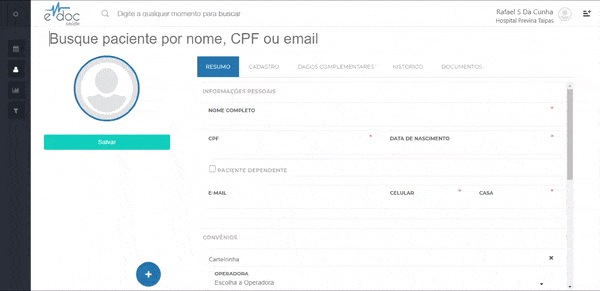 e-doc
saúde
Digite a qualquer momento para buscar
Rafael S Da Cunha
Hospital Previra Taipas
Busque paciente por nome, CPF ou email
RESUMO
CADASTRO
DADOS COMPLEMENTARES
HISTÓRICO
DOCUMENTOS
INFORMAÇÕES PESSOAIS
NOME COMPLETO *
Salvar
CPF * DATA DE NASCIMENTO *
PACIENTE DEPENDENTE
E-MAIL CELULAR * CASA *
CONVÊNIOS
Carteirinha
OPERADORA
Escolha a Operadora